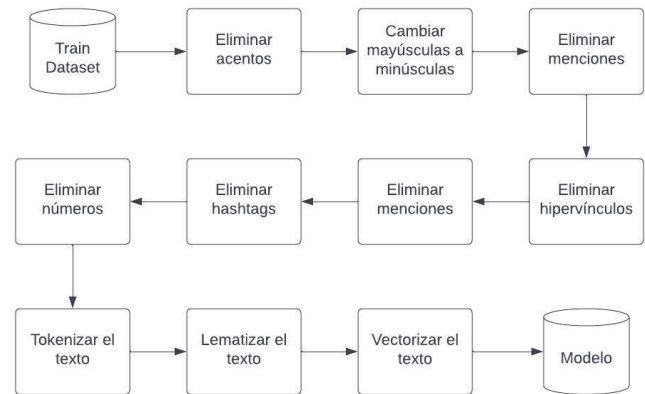 Train
Dataset
Eliminar
acentos
Cambiar
mayúsculas a
minúsculas
Eliminar
menciones
Eliminar
hipervínculos
Eliminar
menciones
Eliminar
hashtags
Eliminar
números
Tokenizar el
texto
Lematizar el
texto
Vectorizar el
texto
Modelo